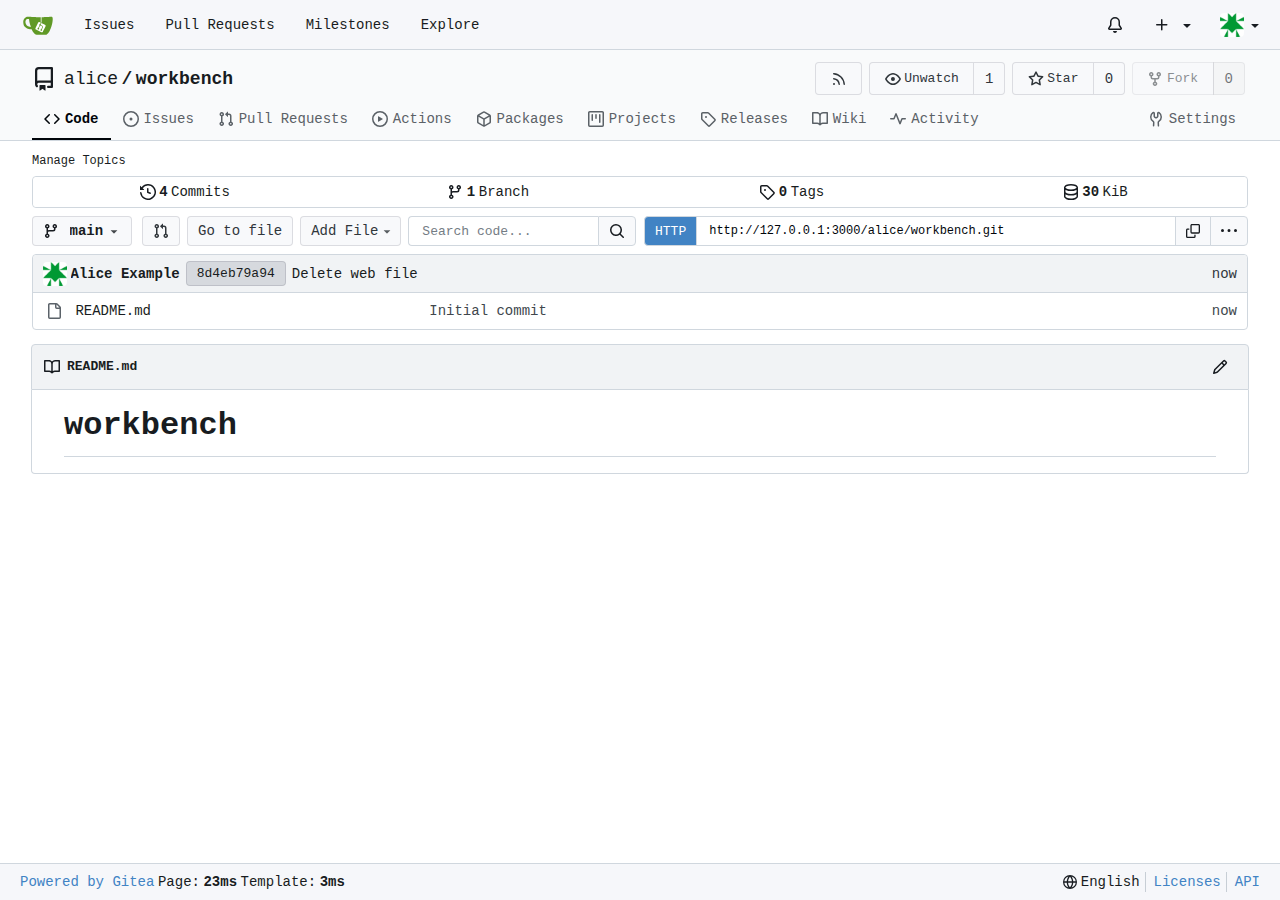 Issues Pull Requests Milestones Explore
alice/workbench Unwatch 1 Star 0 Fork 0
Code Issues Pull Requests Actions Packages Projects Releases Wiki Activity Settings
Manage Topics
4 Commits 1 Branch 0 Tags 30 KiB
main Go to file Add File Search code... HTTP http://127.0.0.1:3000/alice/workbench.git
Alice Example 8d4eb79a94 Delete web file now
README.md Initial commit now
README.md
workbench
Powered by Gitea Page: 23ms Template: 3ms English Licenses API